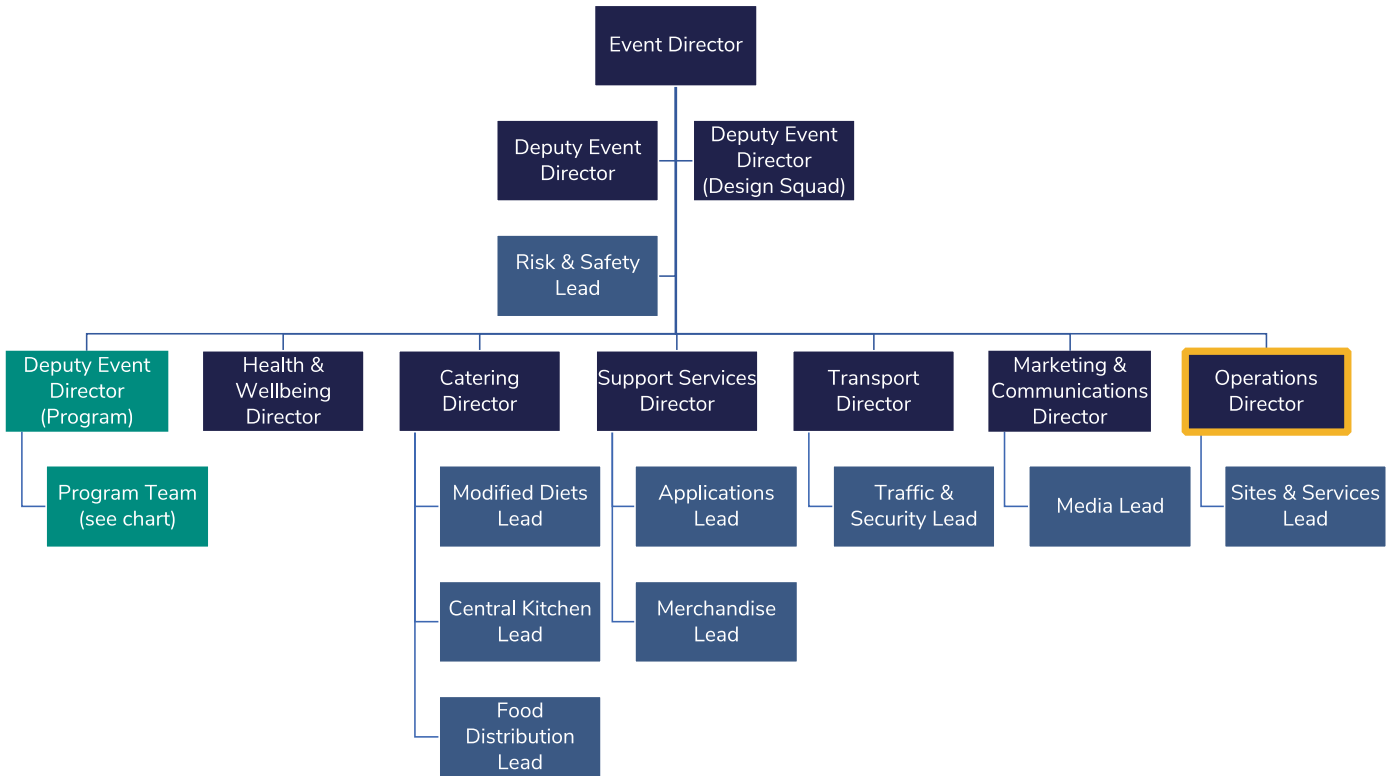 Event Director
Deputy Event
Director
Deputy Event
Director
(Design Squad)
Risk & Safety
Lead
Deputy Event
Director
(Program)
Health &
Wellbeing
Director
Catering
Director
Support Services
Director
Transport
Director
Marketing &
Communications
Director
Operations
Director
Program Team
(see chart)
Modified Diets
Lead
Applications
Lead
Traffic &
Security Lead
Media Lead
Sites & Services
Lead
Central Kitchen
Lead
Merchandise
Lead
Food
Distribution
Lead